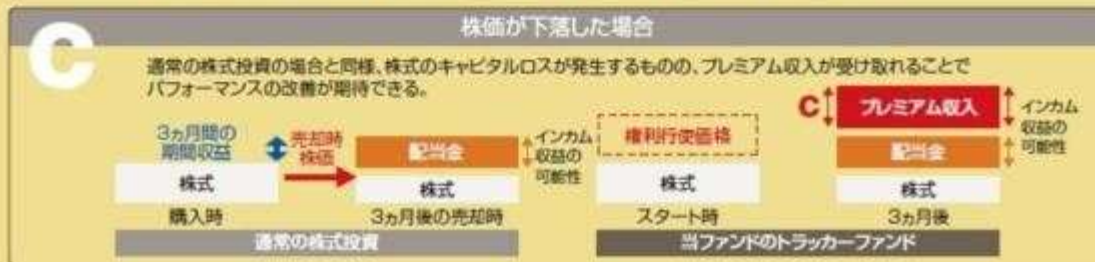 株価が下落した場合
C
通常の株式投資の場合と同様、株式のキャピタルロスが発生するものの、プレミアム収入が受け取れることで
パフォーマンスの改善が期待できる。
3ヵ月間の
期間収益
売却時
株価
株式
購入時
配当金
インカム
収益の
可能性
株式
3ヵ月後の売却時
通常の株式投資
権利行使価格
株式
スタート時
C
プレミアム収入
インカム
収益の
可能性
配当金
株式
3ヵ月後
当ファンドのトラッカーファンド